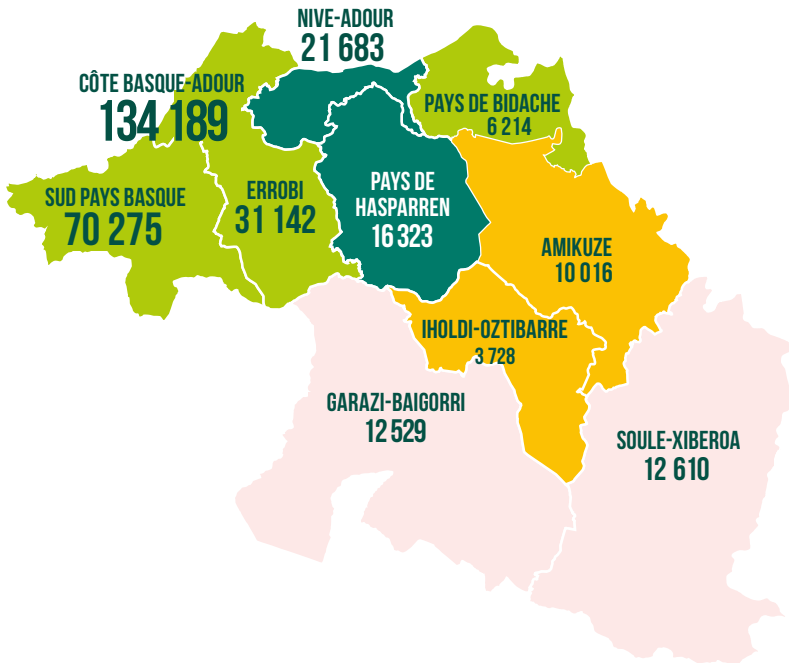 NIVE-ADOUR
21 683
CÔTE BASQUE-ADOUR
134 189
PAYS DE BIDACHE
6 214
SUD PAYS BASQUE
70 275
ERROBI
31 142
PAYS DE
HASPARREN
16 323
AMIKUZE
10 016
IHOLDI-OZTIBARRE
3 728
GARAZI-BAIGORRI
12 529
SOULE-XIBEROA
12 610